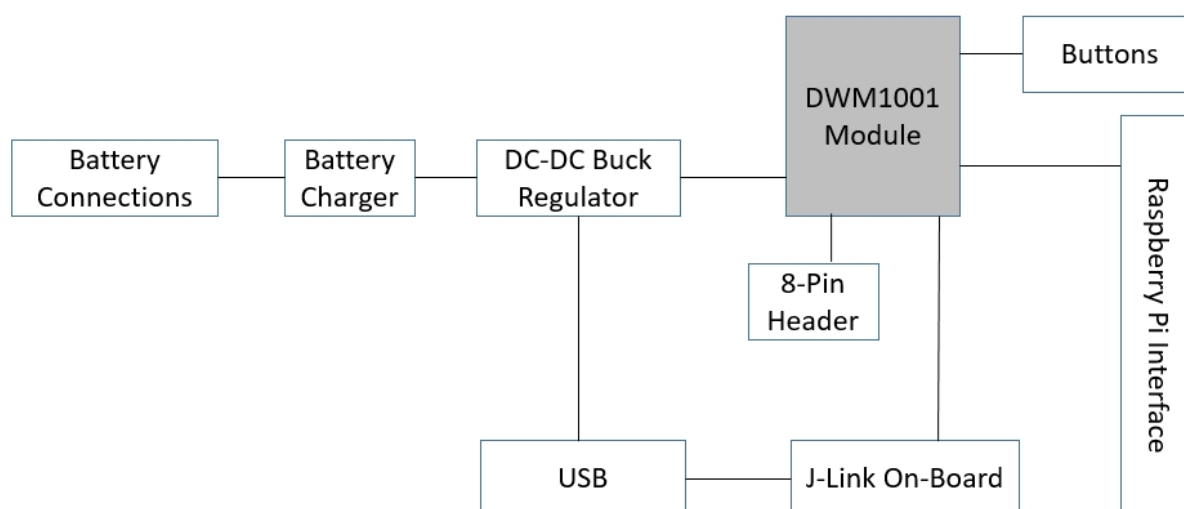 DWM1001
Module
Buttons
Battery
Connections
Battery
Charger
DC-DC Buck
Regulator
Raspberry Pi Interface
8-Pin
Header
USB
J-Link On-Board